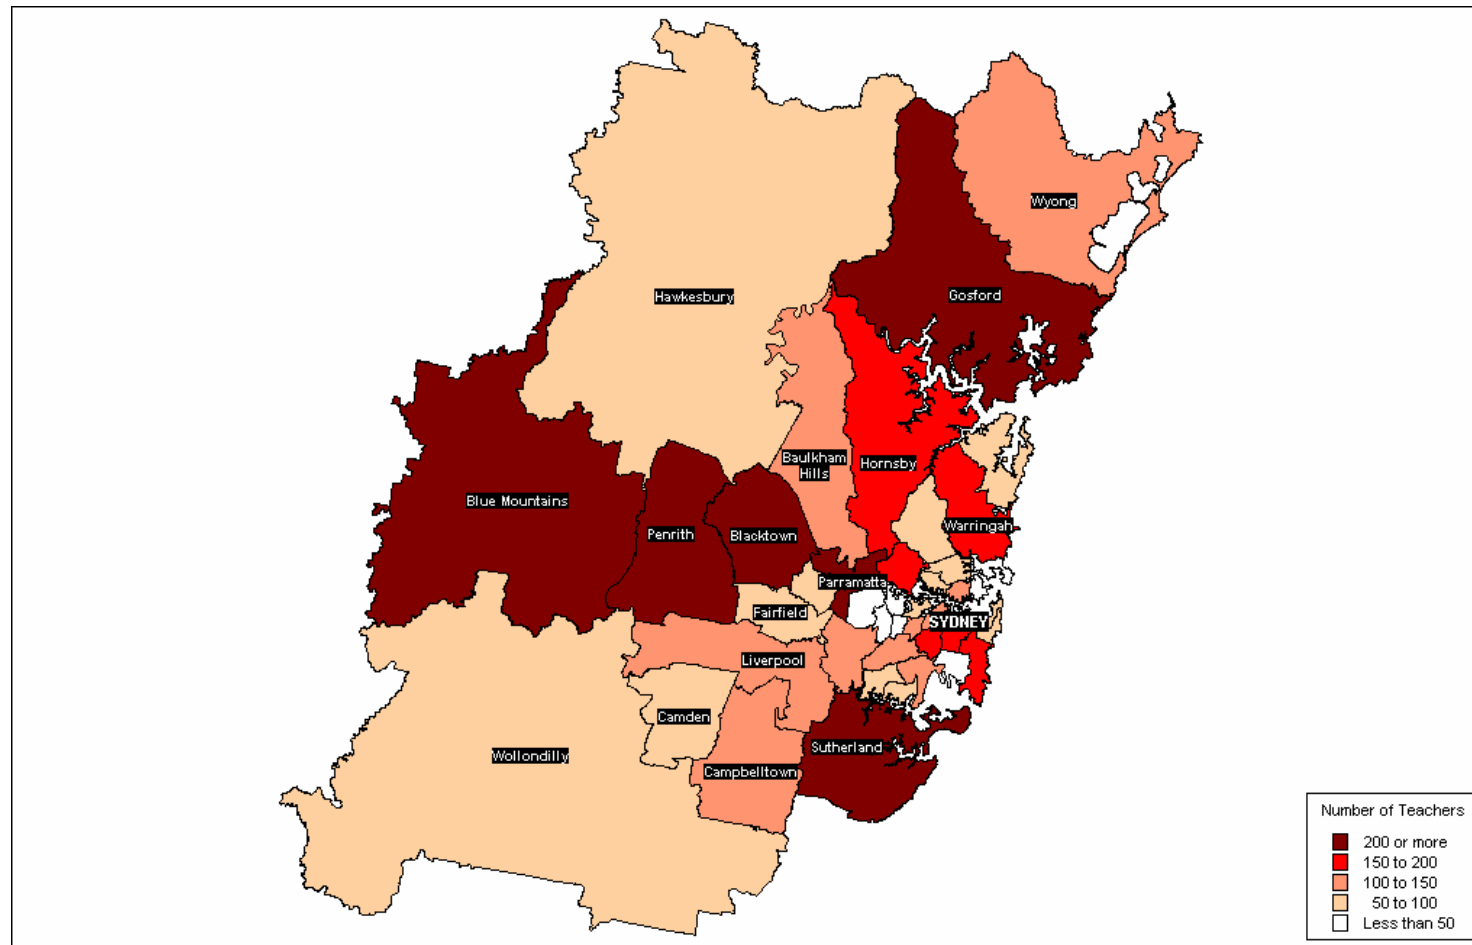 Wyong
Hawkesbury
Gosford
Baulkham
Hills
Hornsby
Blue Mountains
Warringah
Penrith
Blacktown
Parramatta
Fairfield
SYDNEY
Liverpool
Camden
Sutherland
Wollondilly
Campbelltown
Number of Teachers
200 or more
150 to 200
100 to 150
50 to 100
Less than 50